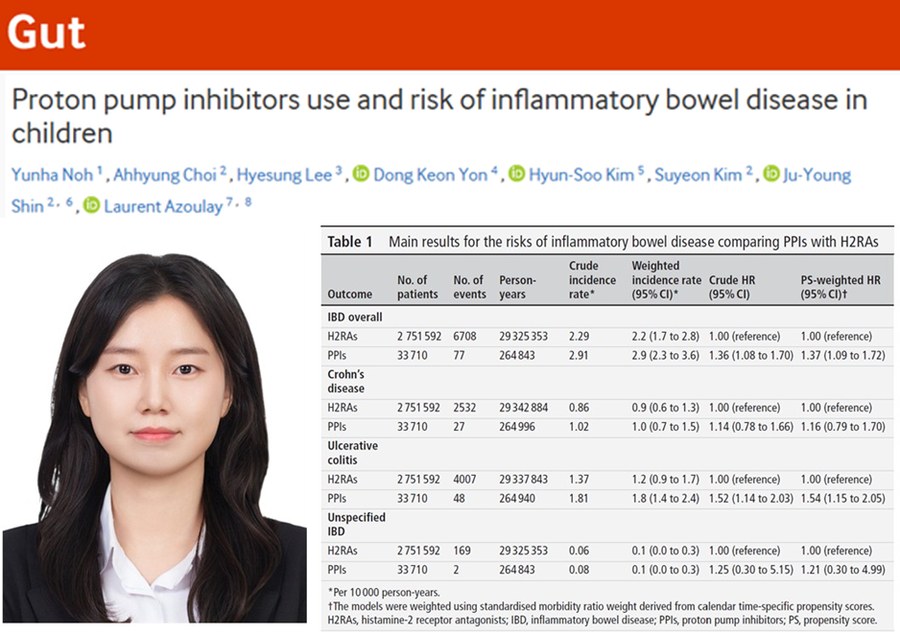 Gut
Proton pump inhibitors use and risk of inflammatory bowel disease in
children
Yunha Noh 1, Ahhyung Choi 2, Hyesung Lee 3, iD Dong Keon Yon 4, iD Hyun-Soo Kim 5, Suyeon Kim 2, iD Ju-Young
Shin 2, 6, iD Laurent Azoulay 7, 8
Table 1 Main results for the risks of inflammatory bowel disease comparing PPIs with H2RAs
Outcome No. of patients No. of events Person-years Crude incidence rate* Weighted incidence rate (95% CI)* Crude HR (95% CI) PS-weighted HR (95% CI)†
IBD overall
H2RAs 2 751 592 6708 29 325 353 2.29 2.2 (1.7 to 2.8) 1.00 (reference) 1.00 (reference)
PPIs 33 710 77 264 843 2.91 2.9 (2.3 to 3.6) 1.36 (1.08 to 1.70) 1.37 (1.09 to 1.72)
Crohn's
disease
H2RAs 2 751 592 2532 29 342 884 0.86 0.9 (0.6 to 1.3) 1.00 (reference) 1.00 (reference)
PPIs 33 710 27 264 996 1.02 1.0 (0.7 to 1.5) 1.14 (0.78 to 1.66) 1.16 (0.79 to 1.70)
Ulcerative
colitis
H2RAs 2 751 592 4007 29 337 843 1.37 1.2 (0.9 to 1.7) 1.00 (reference) 1.00 (reference)
PPIs 33 710 48 264 940 1.81 1.8 (1.4 to 2.4) 1.52 (1.14 to 2.03) 1.54 (1.15 to 2.05)
Unspecified
IBD
H2RAs 2 751 592 169 29 325 353 0.06 0.1 (0.0 to 0.3) 1.00 (reference) 1.00 (reference)
PPIs 33 710 2 264 843 0.08 0.1 (0.0 to 0.3) 1.25 (0.30 to 5.15) 1.21 (0.30 to 4.99)
*Per 10 000 person-years.
†The models were weighted using standardised morbidity ratio weight derived from calendar time-specific propensity scores.
H2RAs, histamine-2 receptor antagonists; IBD, inflammatory bowel disease; PPIs, proton pump inhibitors; PS, propensity score.